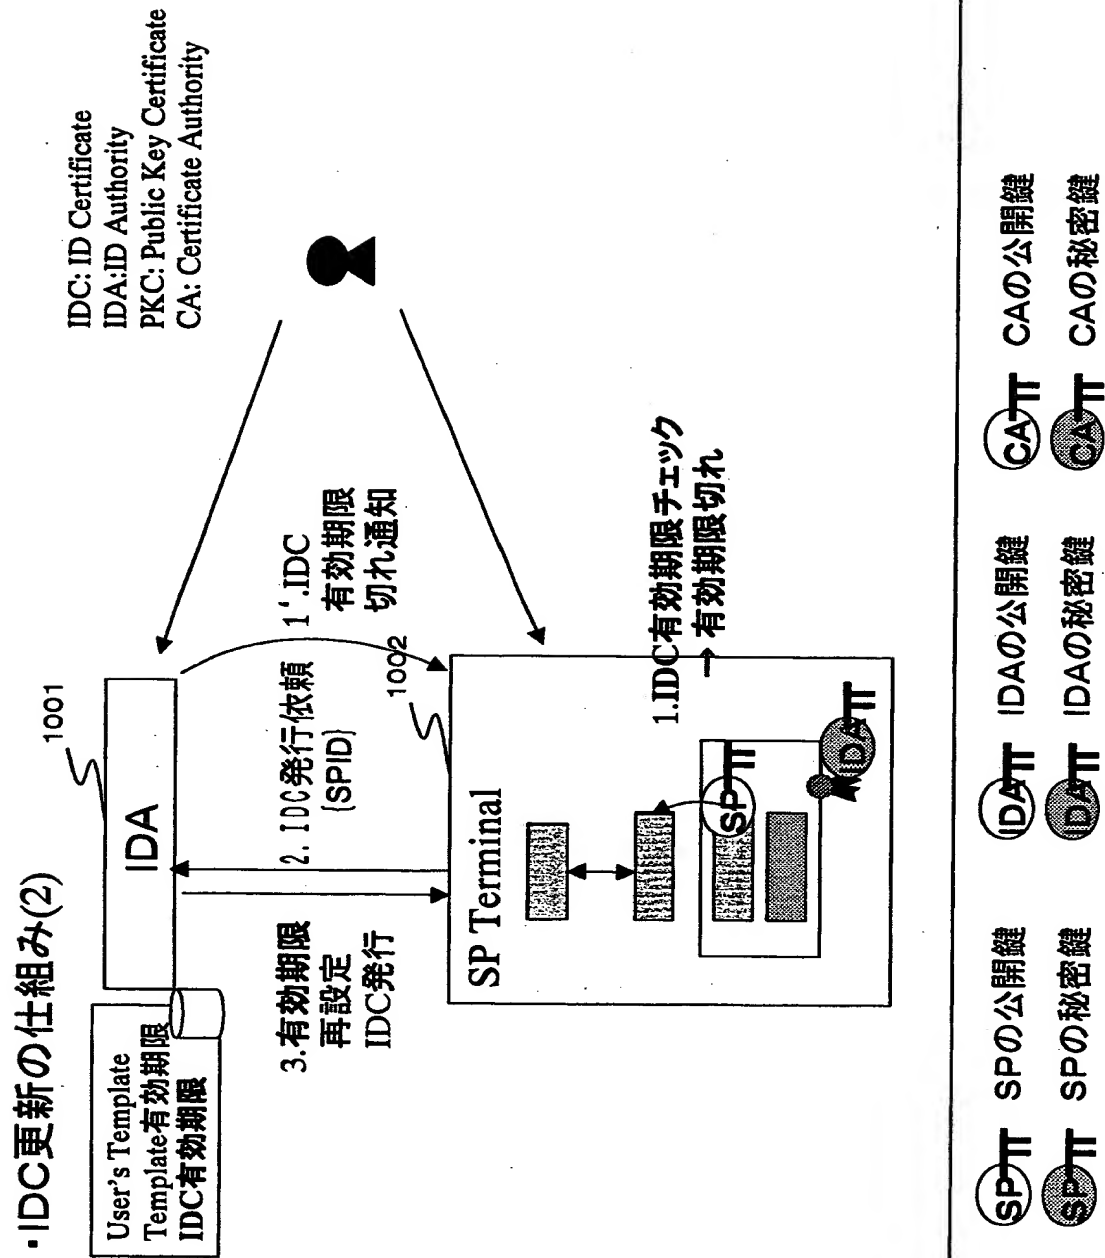 ・IDC更新の仕組み(2)
IDC: ID Certificate
IDA:ID Authority
PKC: Public Key Certificate
CA: Certificate Authority
User's Template
Template有効期限
IDC有効期限
IDA
1001
3.有効期限
再設定
IDC発行
2.IDC発行依頼
{SPID}
1'.IDC
有効期限
切れ通知
1002
SP Terminal
SP
IDA
1.IDC有効期限チェック
→有効期限切れ
SP SPの公開鍵
IDA IDAの公開鍵
CA CAの公開鍵
SP SPの秘密鍵
IDA IDAの秘密鍵
CA CAの秘密鍵